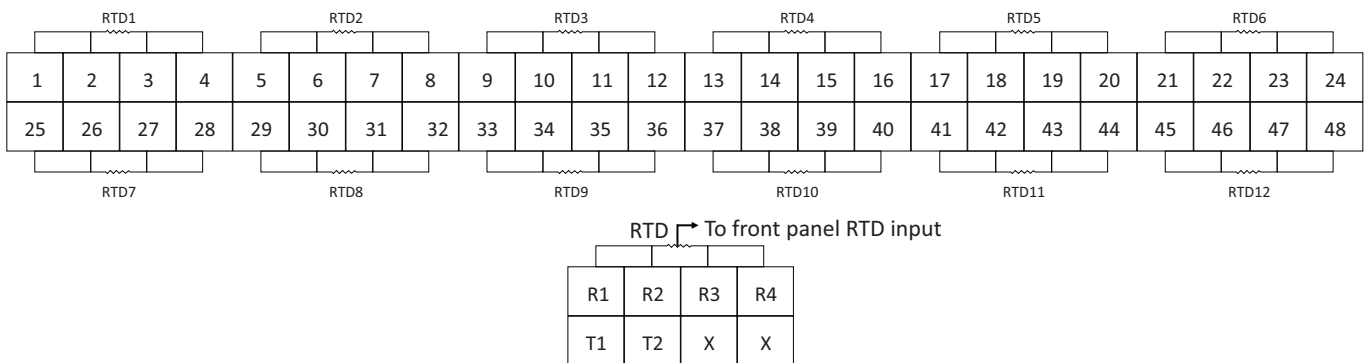 RTD1 RTD2 RTD3 RTD4 RTD5 RTD6
1 2 3 4 5 6 7 8 9 10 11 12 13 14 15 16 17 18 19 20 21 22 23 24
25 26 27 28 29 30 31 32 33 34 35 36 37 38 39 40 41 42 43 44 45 46 47 48
RTD7 RTD8 RTD9 RTD10 RTD11 RTD12
RTD To front panel RTD input
R1 R2 R3 R4
T1 T2 X X